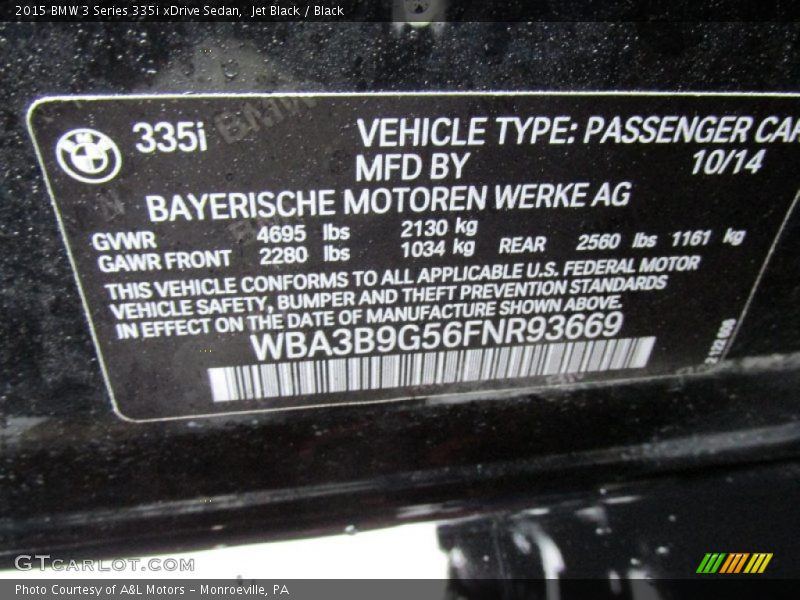 2015 BMW 3 Series 335i xDrive Sedan, Jet Black / Black
335i
VEHICLE TYPE: PASSENGER CAR
MFD BY 10/14
BAYERISCHE MOTOREN WERKE AG
GVWR 4695 lbs 2130 kg
GAWR FRONT 2280 lbs 1034 kg REAR 2560 lbs 1161 kg
THIS VEHICLE CONFORMS TO ALL APPLICABLE U.S. FEDERAL MOTOR
VEHICLE SAFETY, BUMPER AND THEFT PREVENTION STANDARDS
IN EFFECT ON THE DATE OF MANUFACTURE SHOWN ABOVE.
WBA3B9G56FNR93669
GTcarlot.com
Photo Courtesy of A&L Motors – Monroeville, PA